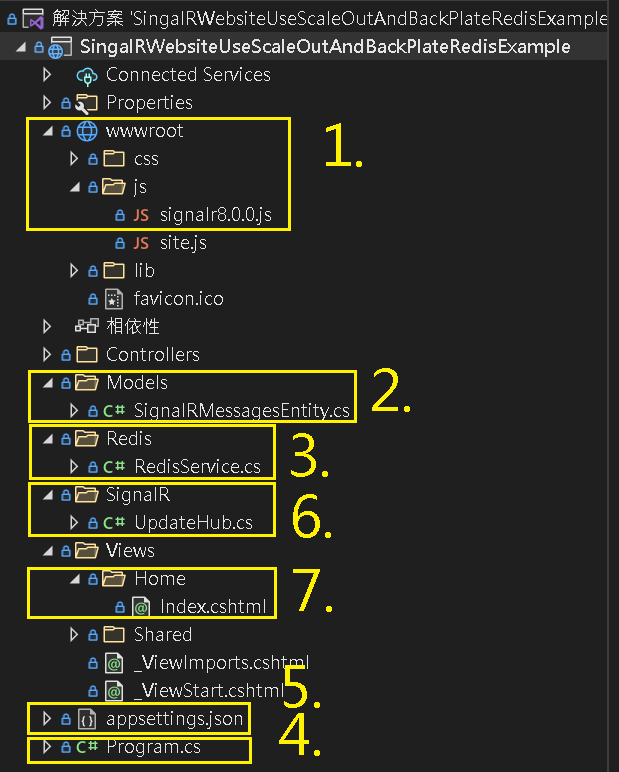 解決方案 'SingalRWebsiteUseScaleOutAndBackPlateRedisExample
SingalRWebsiteUseScaleOutAndBackPlateRedisExample
Connected Services
Properties
wwwroot
1.
css
js
JS signalr8.0.0.js
JS site.js
lib
favicon.ico
相依性
Controllers
Models
2.
C# SignalRMessagesEntity.cs
Redis
3.
C# RedisService.cs
SignalR
6.
C# UpdateHub.cs
Views
Home
7.
Index.cshtml
Shared
_ViewImports.cshtml
_ViewStart.cshtml
5.
appsettings.json
C# Program.cs
4.